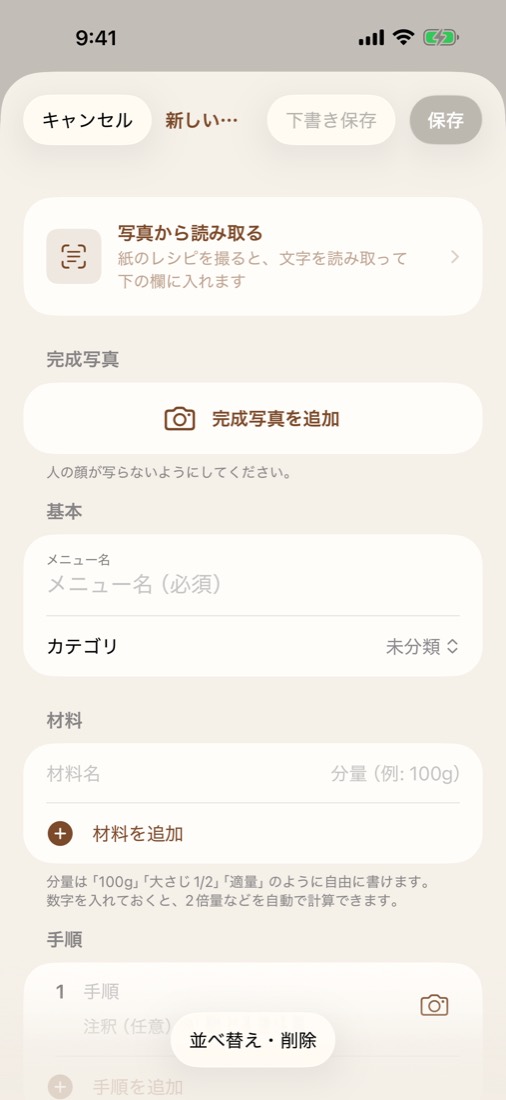 9:41
キャンセル
新しい…
下書き保存
保存
写真から読み取る
紙のレシピを撮ると、文字を読み取って
下の欄に入れます
完成写真
完成写真を追加
人の顔が写らないようにしてください。
基本
メニュー名
メニュー名（必須）
カテゴリ
未分類
材料
材料名
分量（例: 100g）
材料を追加
分量は「100g」「大さじ1/2」「適量」のように自由に書けます。
数字を入れておくと、2倍量などを自動で計算できます。
手順
1
手順
注釈（任意）
並べ替え・削除
手順を追加